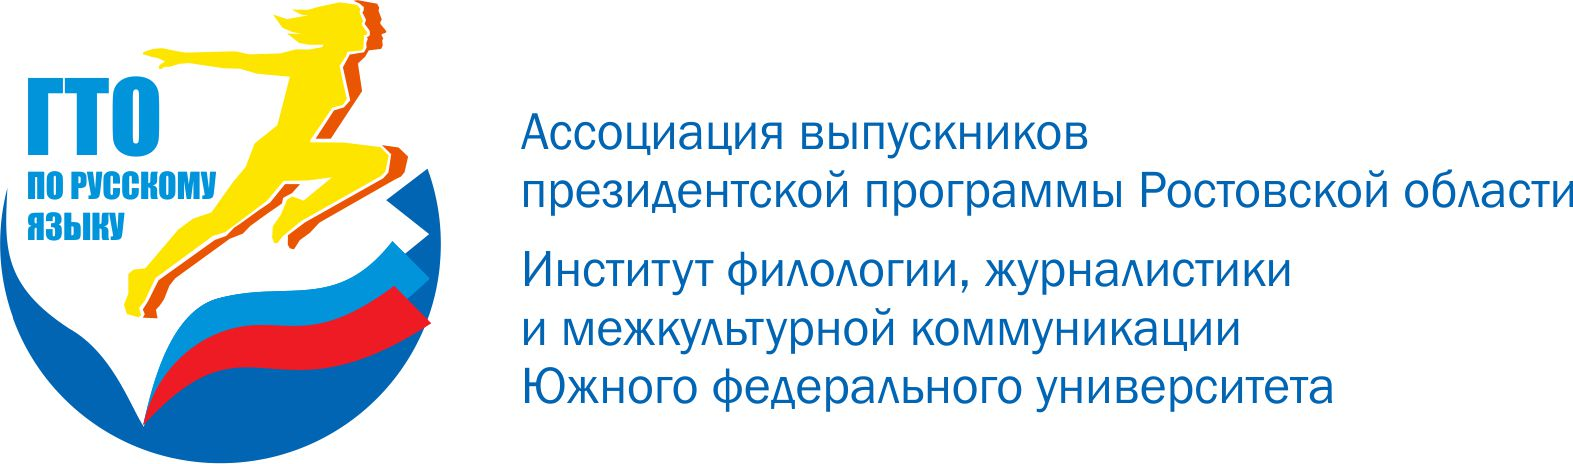 ГТО
ПО РУССКОМУ
ЯЗЫКУ
Ассоциация выпускников
президентской программы Ростовской области
Институт филологии, журналистики
и межкультурной коммуникации
Южного федерального университета